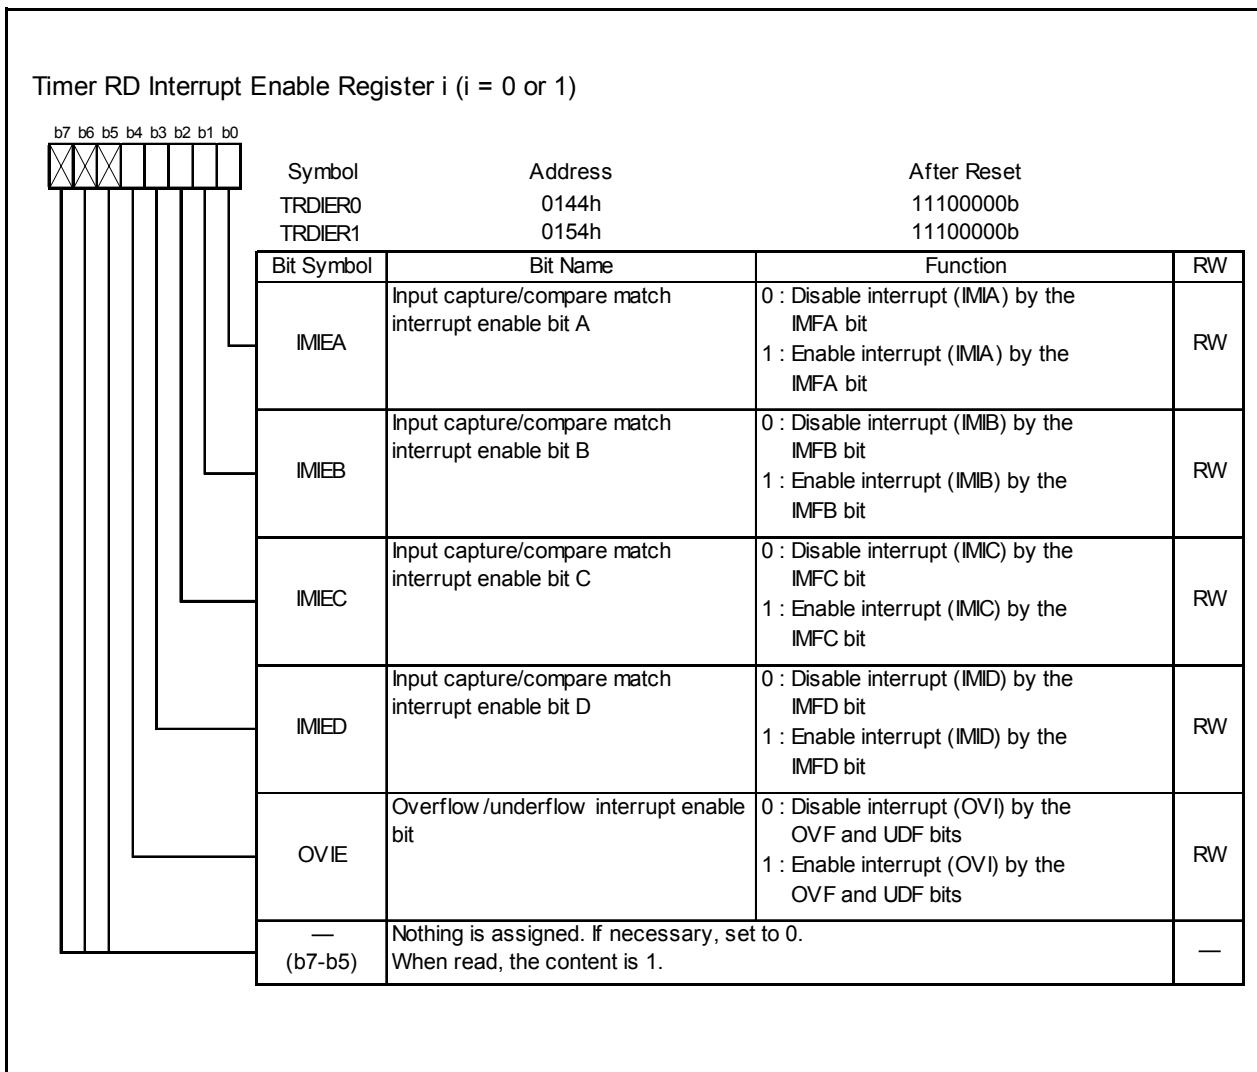 Timer RD Interrupt Enable Register i (i = 0 or 1)
b7 b6 b5 b4 b3 b2 b1 b0
Symbol Address After Reset
TRDIER0 0144h 11100000b
TRDIER1 0154h 11100000b
Bit Symbol Bit Name Function RW
IMIEA
Input capture/compare match
interrupt enable bit A
0 : Disable interrupt (IMIA) by the
IMFA bit
1 : Enable interrupt (IMIA) by the
IMFA bit
RW
IMIEB
Input capture/compare match
interrupt enable bit B
0 : Disable interrupt (IMIB) by the
IMFB bit
1 : Enable interrupt (IMIB) by the
IMFB bit
RW
IMIEC
Input capture/compare match
interrupt enable bit C
0 : Disable interrupt (IMIC) by the
IMFC bit
1 : Enable interrupt (IMIC) by the
IMFC bit
RW
IMIED
Input capture/compare match
interrupt enable bit D
0 : Disable interrupt (IMID) by the
IMFD bit
1 : Enable interrupt (IMID) by the
IMFD bit
RW
OVIE
Overflow/underflow interrupt enable
bit
0 : Disable interrupt (OVI) by the
OVF and UDF bits
1 : Enable interrupt (OVI) by the
OVF and UDF bits
RW
—
(b7-b5)
Nothing is assigned. If necessary, set to 0.
When read, the content is 1.
—